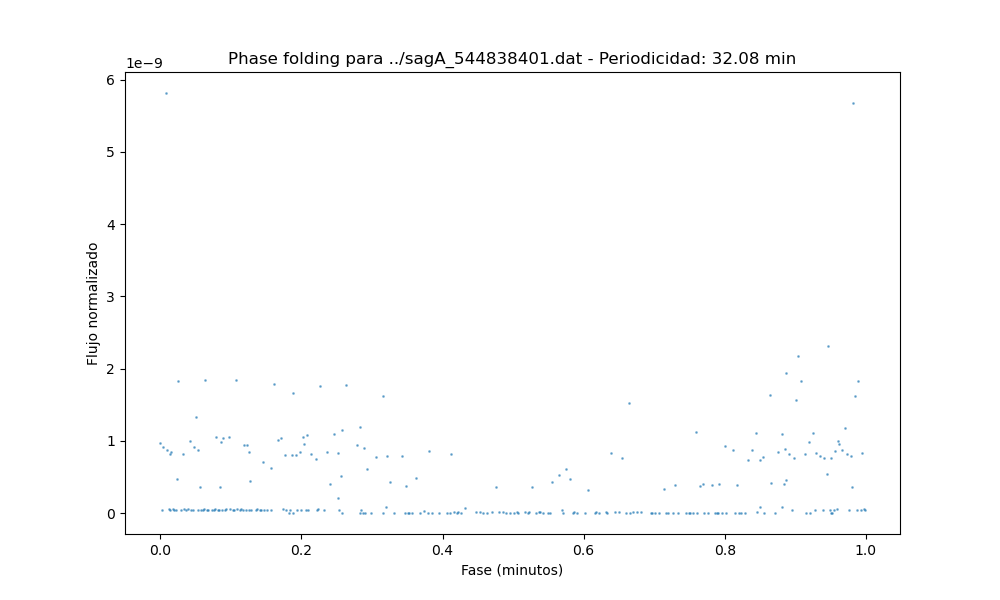 Phase folding para ../sagA_544838401.dat - Periodicidad: 32.08 min
1e−9
6
5
4
3
2
1
0
Flujo normalizado
0.0 0.2 0.4 0.6 0.8 1.0
Fase (minutos)